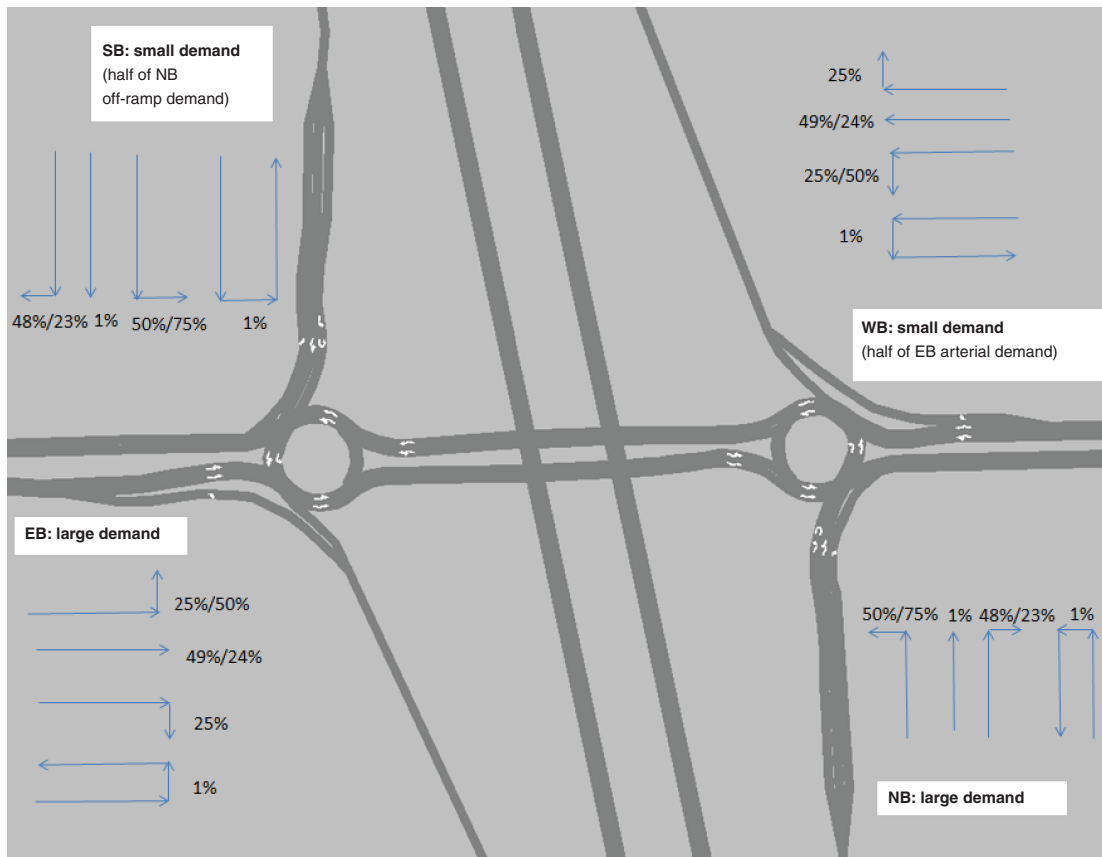 SB: small demand
(half of NB
off-ramp demand)
48%/23% 1% 50%/75% 1%
25%
49%/24%
25%/50%
1%
WB: small demand
(half of EB arterial demand)
EB: large demand
25%/50%
49%/24%
25%
1%
50%/75% 1% 48%/23% 1%
NB: large demand